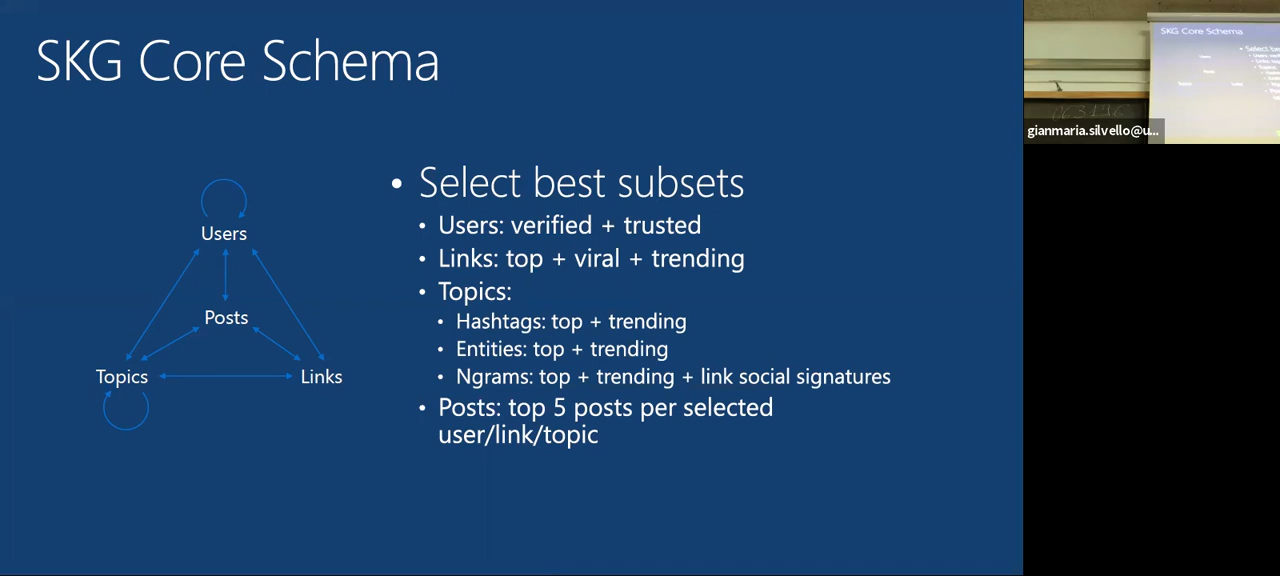 SKG Core Schema
Users
Posts
Topics
Links
• Select best subsets
• Users: verified + trusted
• Links: top + viral + trending
• Topics:
• Hashtags: top + trending
• Entities: top + trending
• Ngrams: top + trending + link social signatures
• Posts: top 5 posts per selected
user/link/topic
SKG Core Schema
gianmaria.silvello@u...